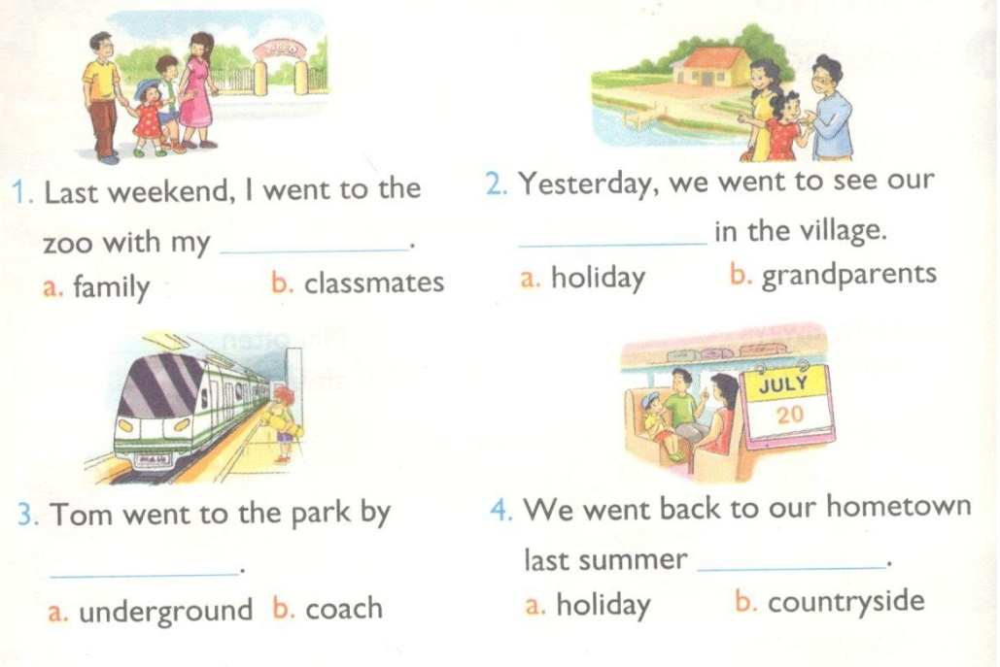 ZOO
1. Last weekend, I went to the
zoo with my ____________.
a. family b. classmates
2. Yesterday, we went to see our
____________ in the village.
a. holiday b. grandparents
3. Tom went to the park by
____________.
a. underground b. coach
JULY
20
4. We went back to our hometown
last summer ____________.
a. holiday b. countryside